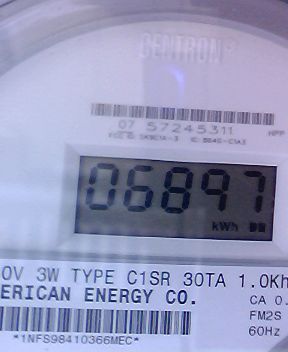 CENTRON®
07 57245311
HPP
06897
kWh
0V 3W TYPE C1SR 30TA 1.0Kh
ERICAN ENERGY CO.
CA 0.
FM2S
60Hz
*1NFS98410366MEC*